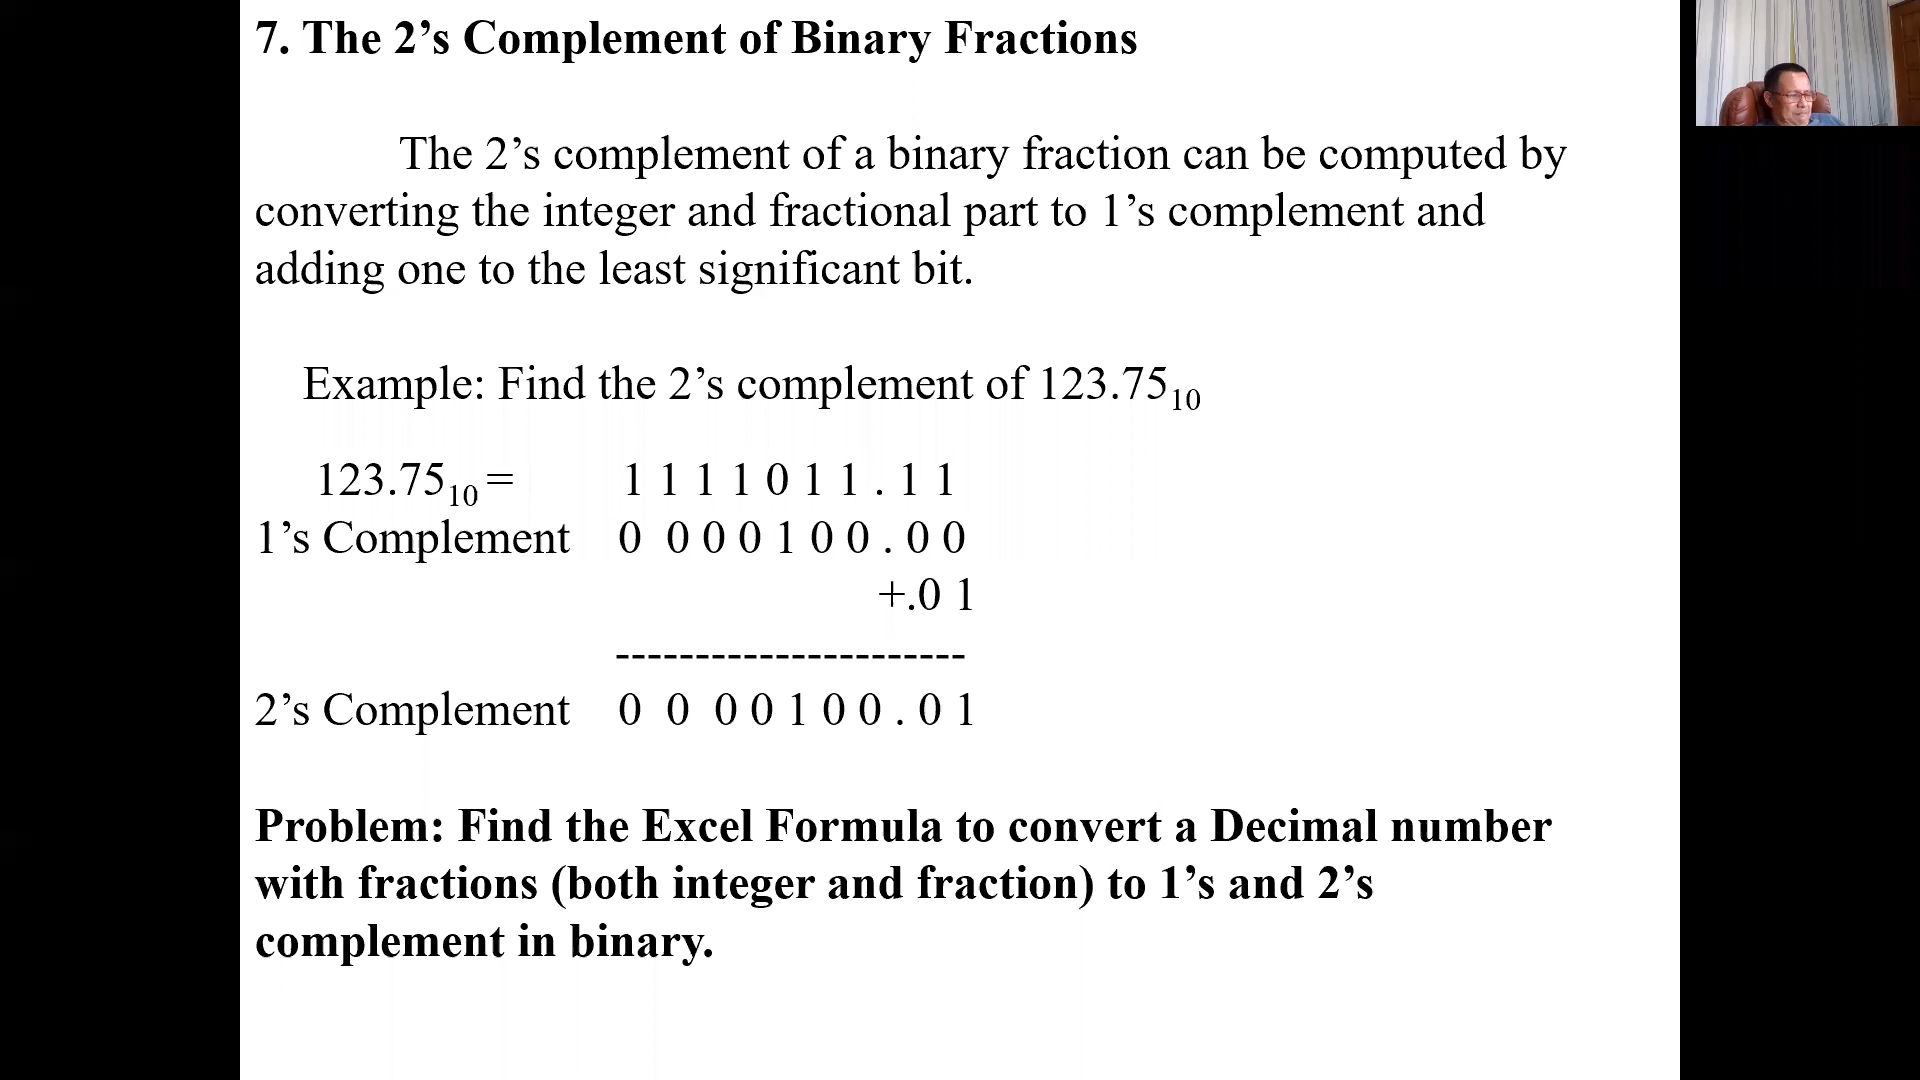 7. The 2’s Complement of Binary Fractions
The 2’s complement of a binary fraction can be computed by
converting the integer and fractional part to 1’s complement and
adding one to the least significant bit.
Example: Find the 2’s complement of 123.75₁₀
123.75₁₀ = 1 1 1 1 0 1 1 . 1 1
1’s Complement 0 0 0 0 1 0 0 . 0 0
+.0 1
----------------------
2’s Complement 0 0 0 0 1 0 0 . 0 1
Problem: Find the Excel Formula to convert a Decimal number
with fractions (both integer and fraction) to 1’s and 2’s
complement in binary.